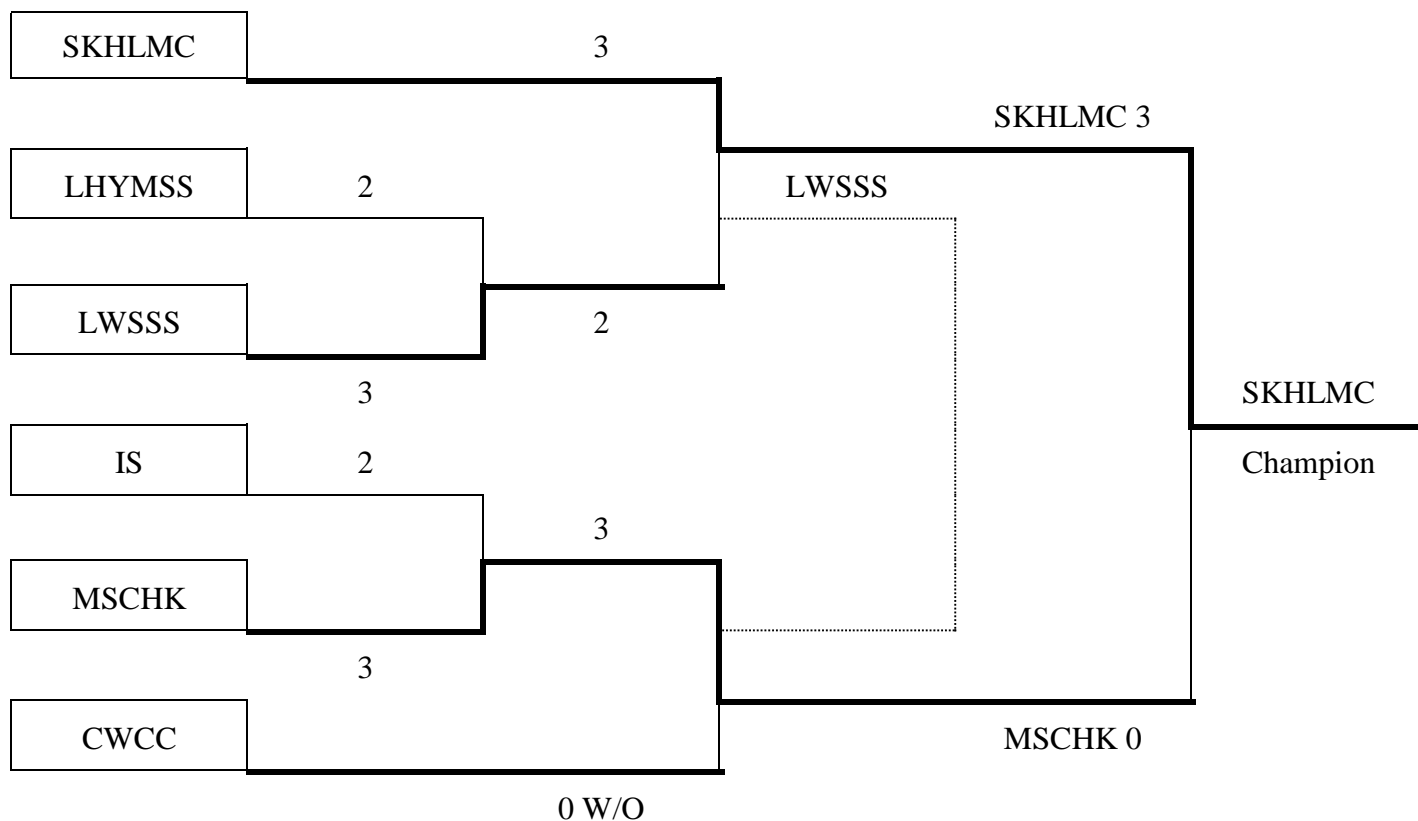 SKHLMC 3
SKHLMC 3
LHYMSS 2 LWSSS
LWSSS 2
3 SKHLMC
IS 2 Champion
3
MSCHK
3
CWCC MSCHK 0
0 W/O